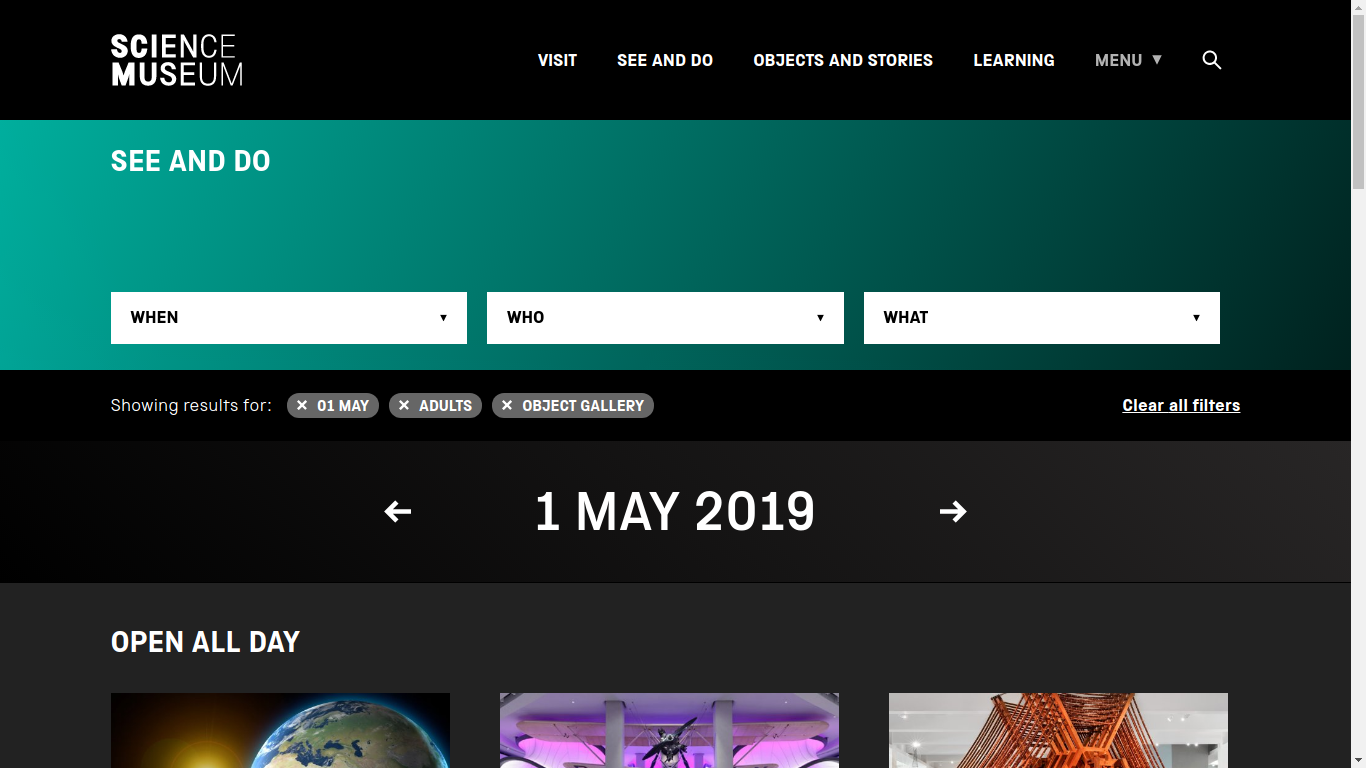 SCIENCE
MUSEUM
VISIT SEE AND DO OBJECTS AND STORIES LEARNING MENU ▼
SEE AND DO
WHEN ▼ WHO ▼ WHAT ▼
Showing results for: ✕ 01 MAY ✕ ADULTS ✕ OBJECT GALLERY Clear all filters
← 1 MAY 2019 →
OPEN ALL DAY